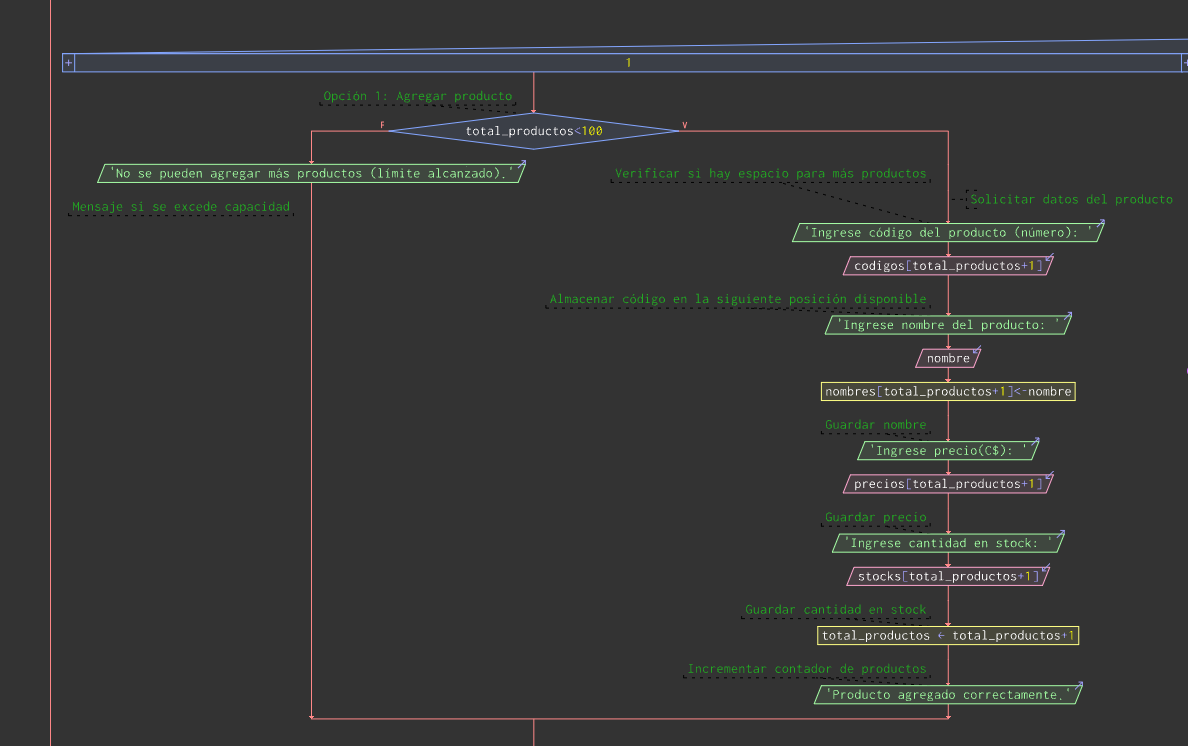 + 1 +
Opción 1: Agregar producto
F total_productos<100 V
'No se pueden agregar más productos (límite alcanzado).'
Verificar si hay espacio para más productos
Mensaje si se excede capacidad
Solicitar datos del producto
'Ingrese código del producto (número): '
codigos[total_productos+1]
Almacenar código en la siguiente posición disponible
'Ingrese nombre del producto: '
nombre
nombres[total_productos+1]<-nombre
Guardar nombre
'Ingrese precio(C$): '
precios[total_productos+1]
Guardar precio
'Ingrese cantidad en stock: '
stocks[total_productos+1]
Guardar cantidad en stock
total_productos ← total_productos+1
Incrementar contador de productos
'Producto agregado correctamente.'